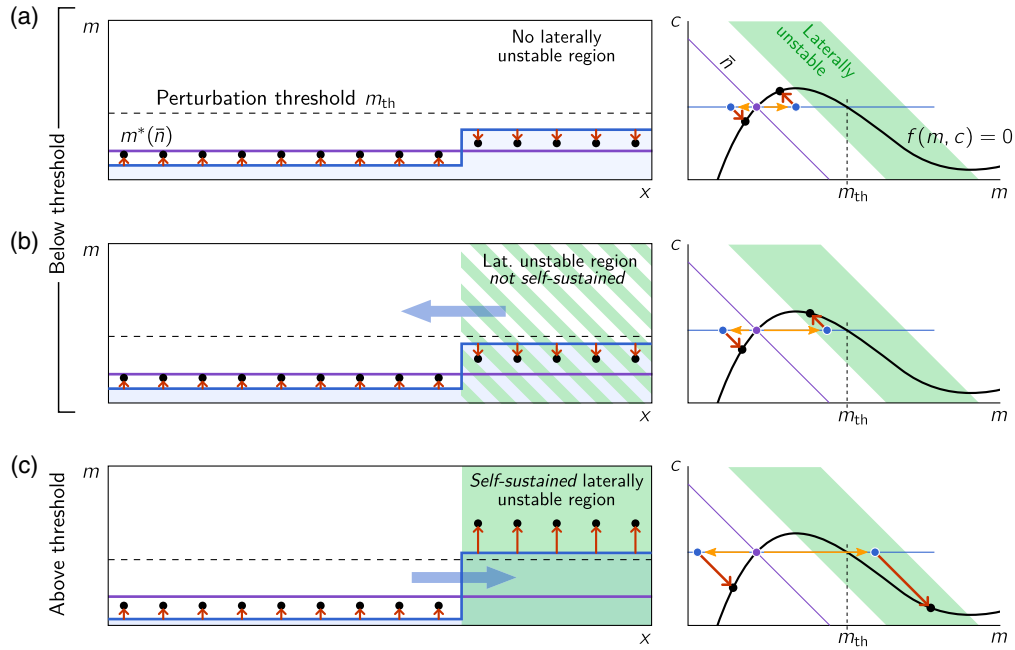 (a)
Below threshold
m
No laterally
unstable region
Perturbation threshold m_th
m*(n̄)
x
c
n̄
Laterally
unstable
f(m, c) = 0
m_th
m
(b)
m
Lat. unstable region
not self-sustained
x
c
m_th
m
(c)
Above threshold
m
Self-sustained laterally
unstable region
x
c
m_th
m